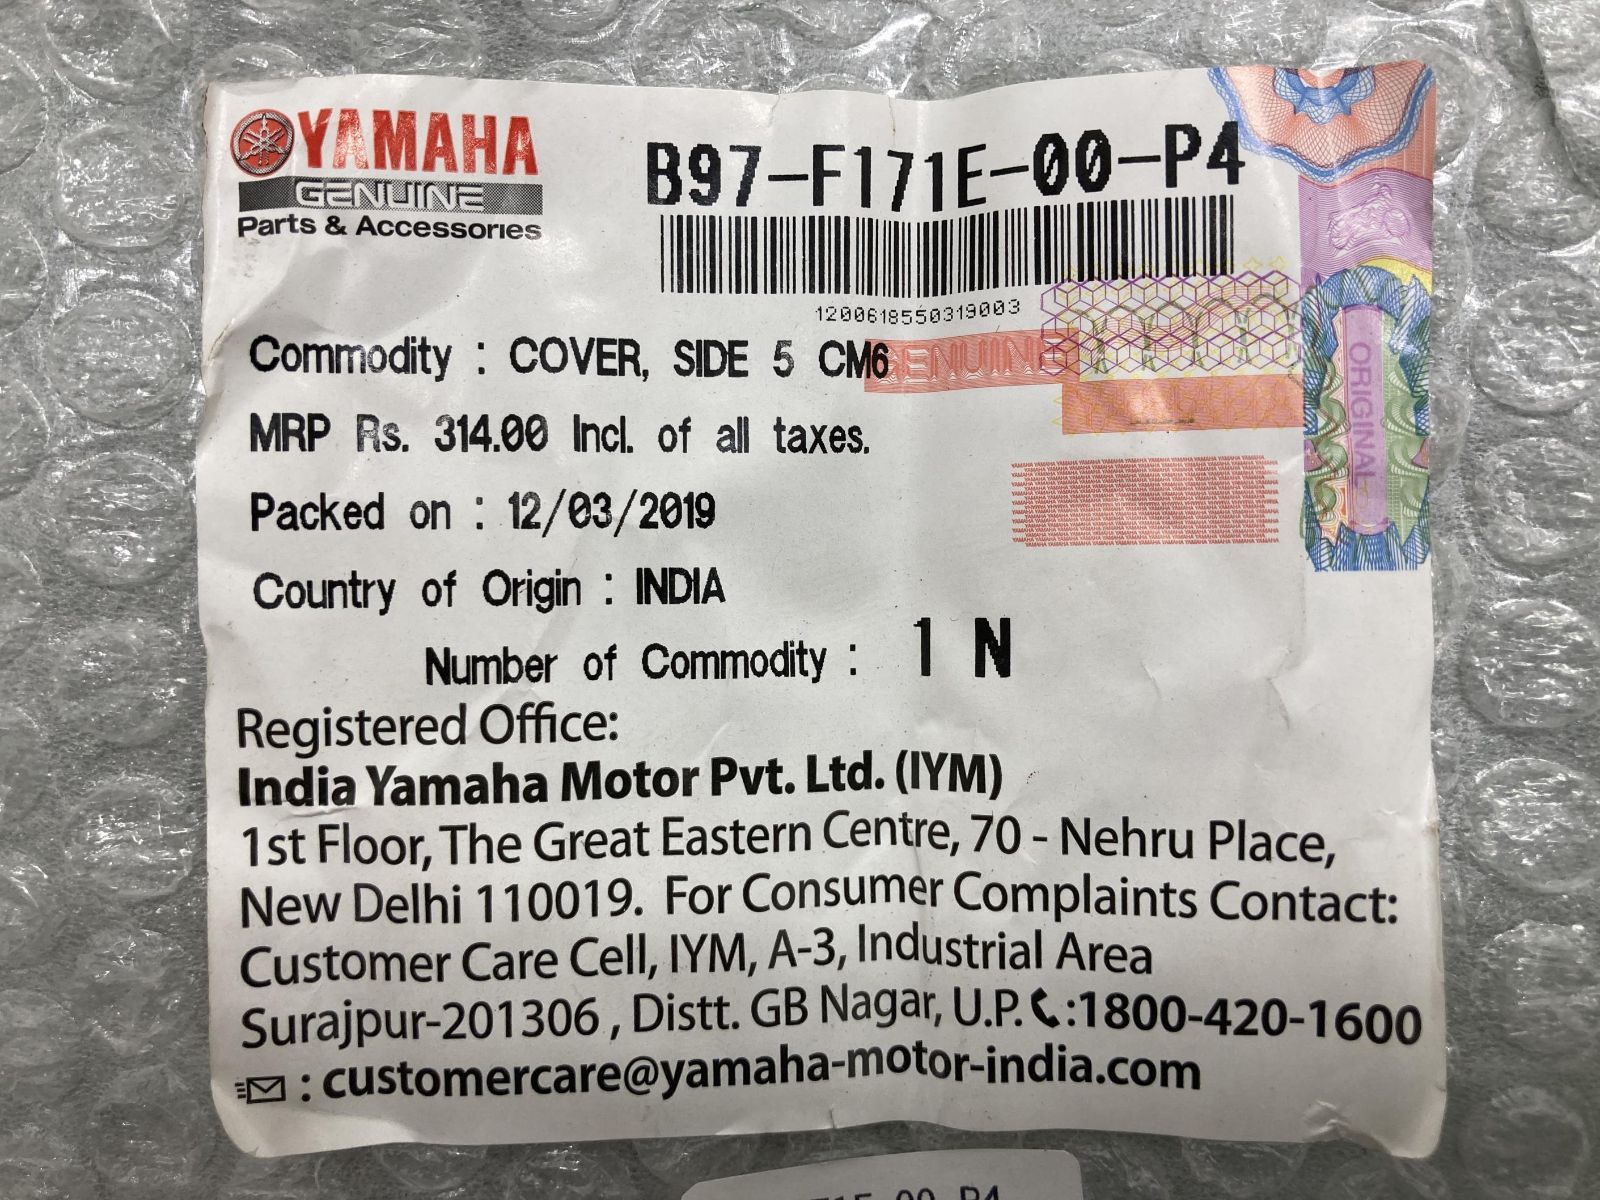 YAMAHA
GENUINE
Parts & Accessories
B97-F171E-00-P4
1200618550319003
Commodity : COVER, SIDE 5 CM6
GENUINE
MRP Rs. 314.00 Incl. of all taxes.
ORIGINAL
Packed on : 12/03/2019
Country of Origin : INDIA
Number of Commodity : 1 N
Registered Office:
India Yamaha Motor Pvt. Ltd. (IYM)
1st Floor, The Great Eastern Centre, 70 - Nehru Place,
New Delhi 110019. For Consumer Complaints Contact:
Customer Care Cell, IYM, A-3, Industrial Area
Surajpur-201306 , Distt. GB Nagar, U.P. :1800-420-1600
: customercare@yamaha-motor-india.com